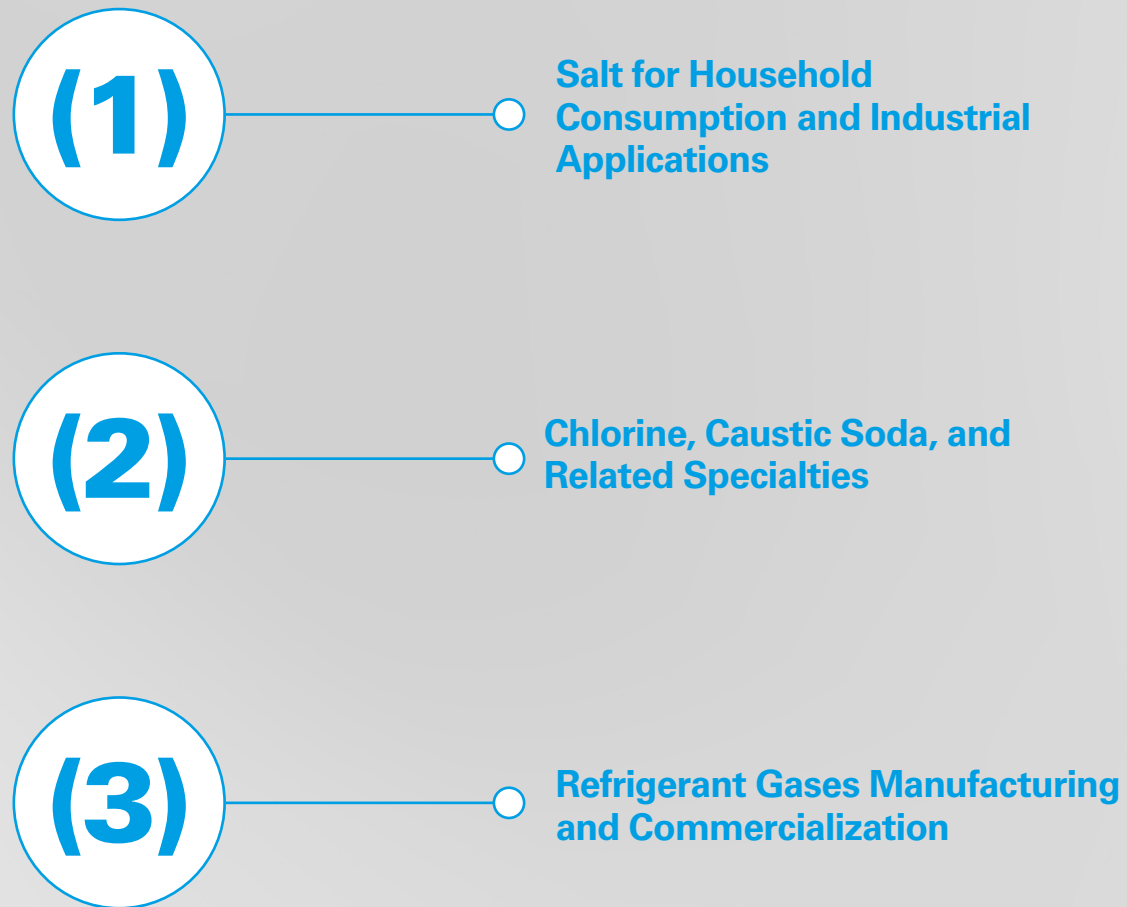 (1)
Salt for Household
Consumption and Industrial
Applications
(2)
Chlorine, Caustic Soda, and
Related Specialties
(3)
Refrigerant Gases Manufacturing
and Commercialization